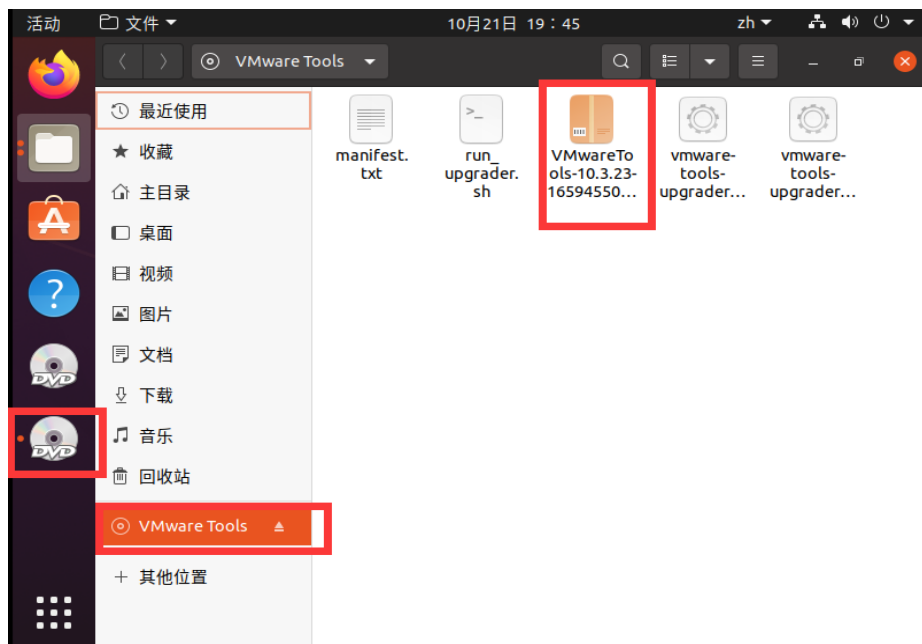 活动
文件
10月21日 19：45
zh
VMware Tools
最近使用
收藏
主目录
桌面
视频
图片
文档
下载
音乐
回收站
VMware Tools
其他位置
manifest.
txt
run_
upgrader.
sh
VMwareTo
ols-10.3.23-
16594550...
vmware-
tools-
upgrader...
vmware-
tools-
upgrader...
DVD
DVD